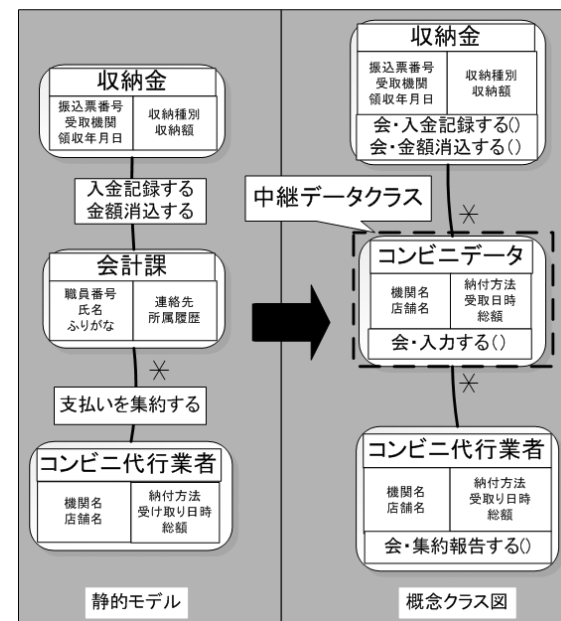 収納金
振込票番号
受取機関
領収年月日
収納種別
収納額
入金記録する
金額消込する
会計課
職員番号
氏名
ふりがな
連絡先
所属履歴
＊
支払いを集約する
コンビニ代行業者
機関名
店舗名
納付方法
受け取り日時
総額
静的モデル
収納金
振込票番号
受取機関
領収年月日
収納種別
収納額
会・入金記録する()
会・金額消込する()
＊
中継データクラス
コンビニデータ
機関名
店舗名
納付方法
受取日時
総額
会・入力する()
＊
コンビニ代行業者
機関名
店舗名
納付方法
受取り日時
総額
会・集約報告する()
概念クラス図